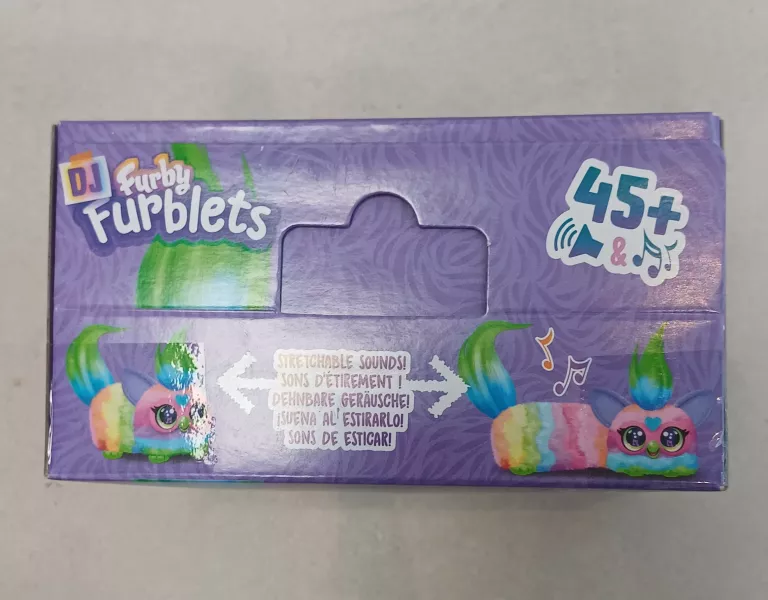 DJ Furby
Furblets
45+
&
STRETCHABLE SOUNDS!
SONS D'ÉTIREMENT !
DEHNBARE GERÄUSCHE!
¡SUENA AL ESTIRARLO!
SONS DE ESTICAR!